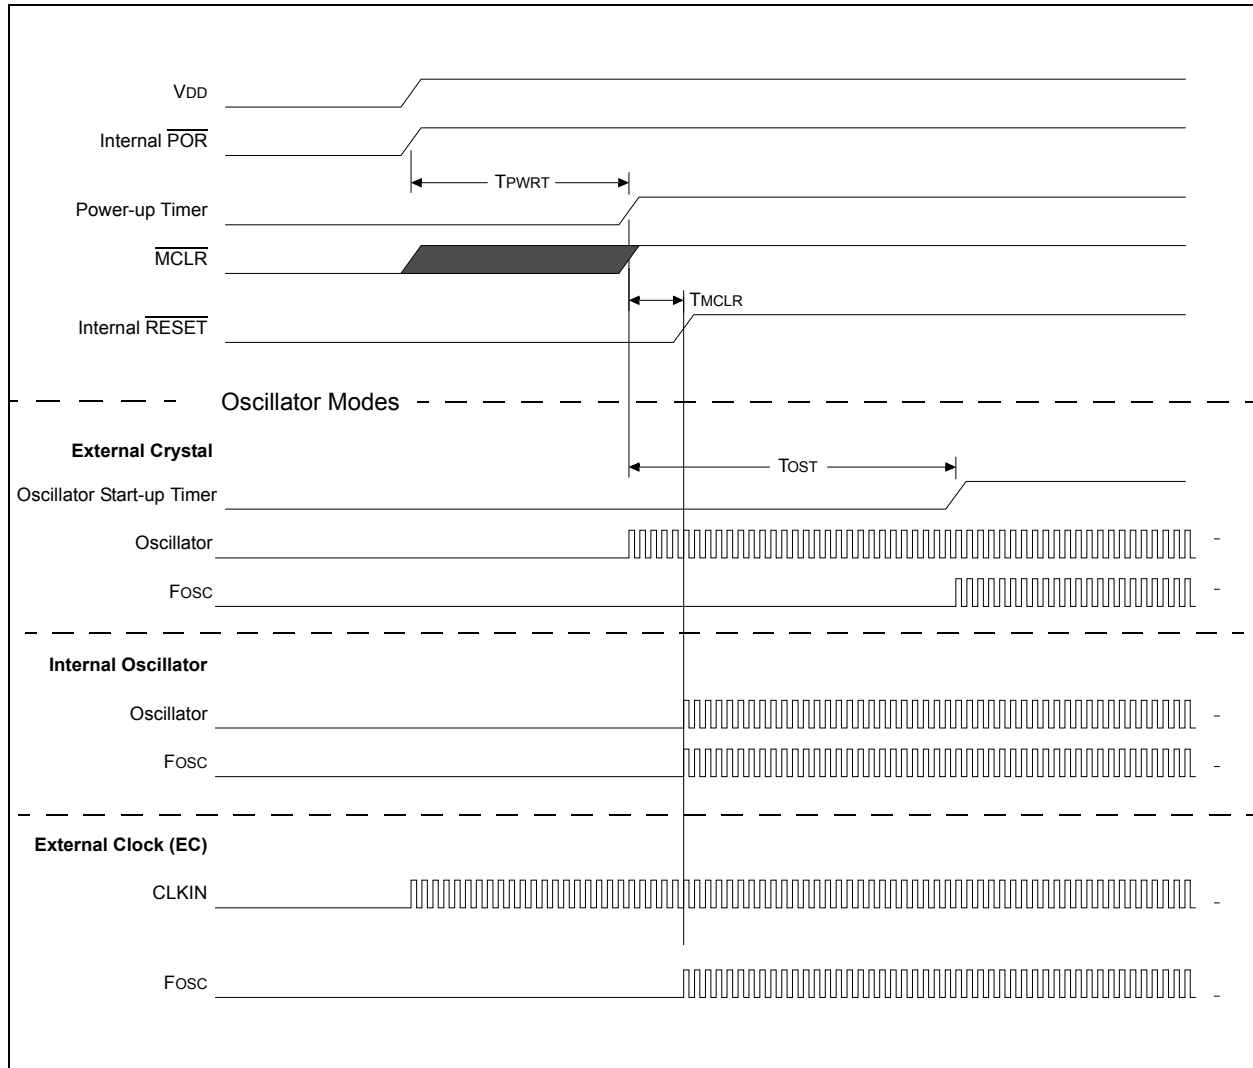 VDD
Internal POR
TPWRT
Power-up Timer
MCLR
TMCLR
Internal RESET
Oscillator Modes
External Crystal
TOST
Oscillator Start-up Timer
Oscillator
FOSC
Internal Oscillator
Oscillator
FOSC
External Clock (EC)
CLKIN
FOSC